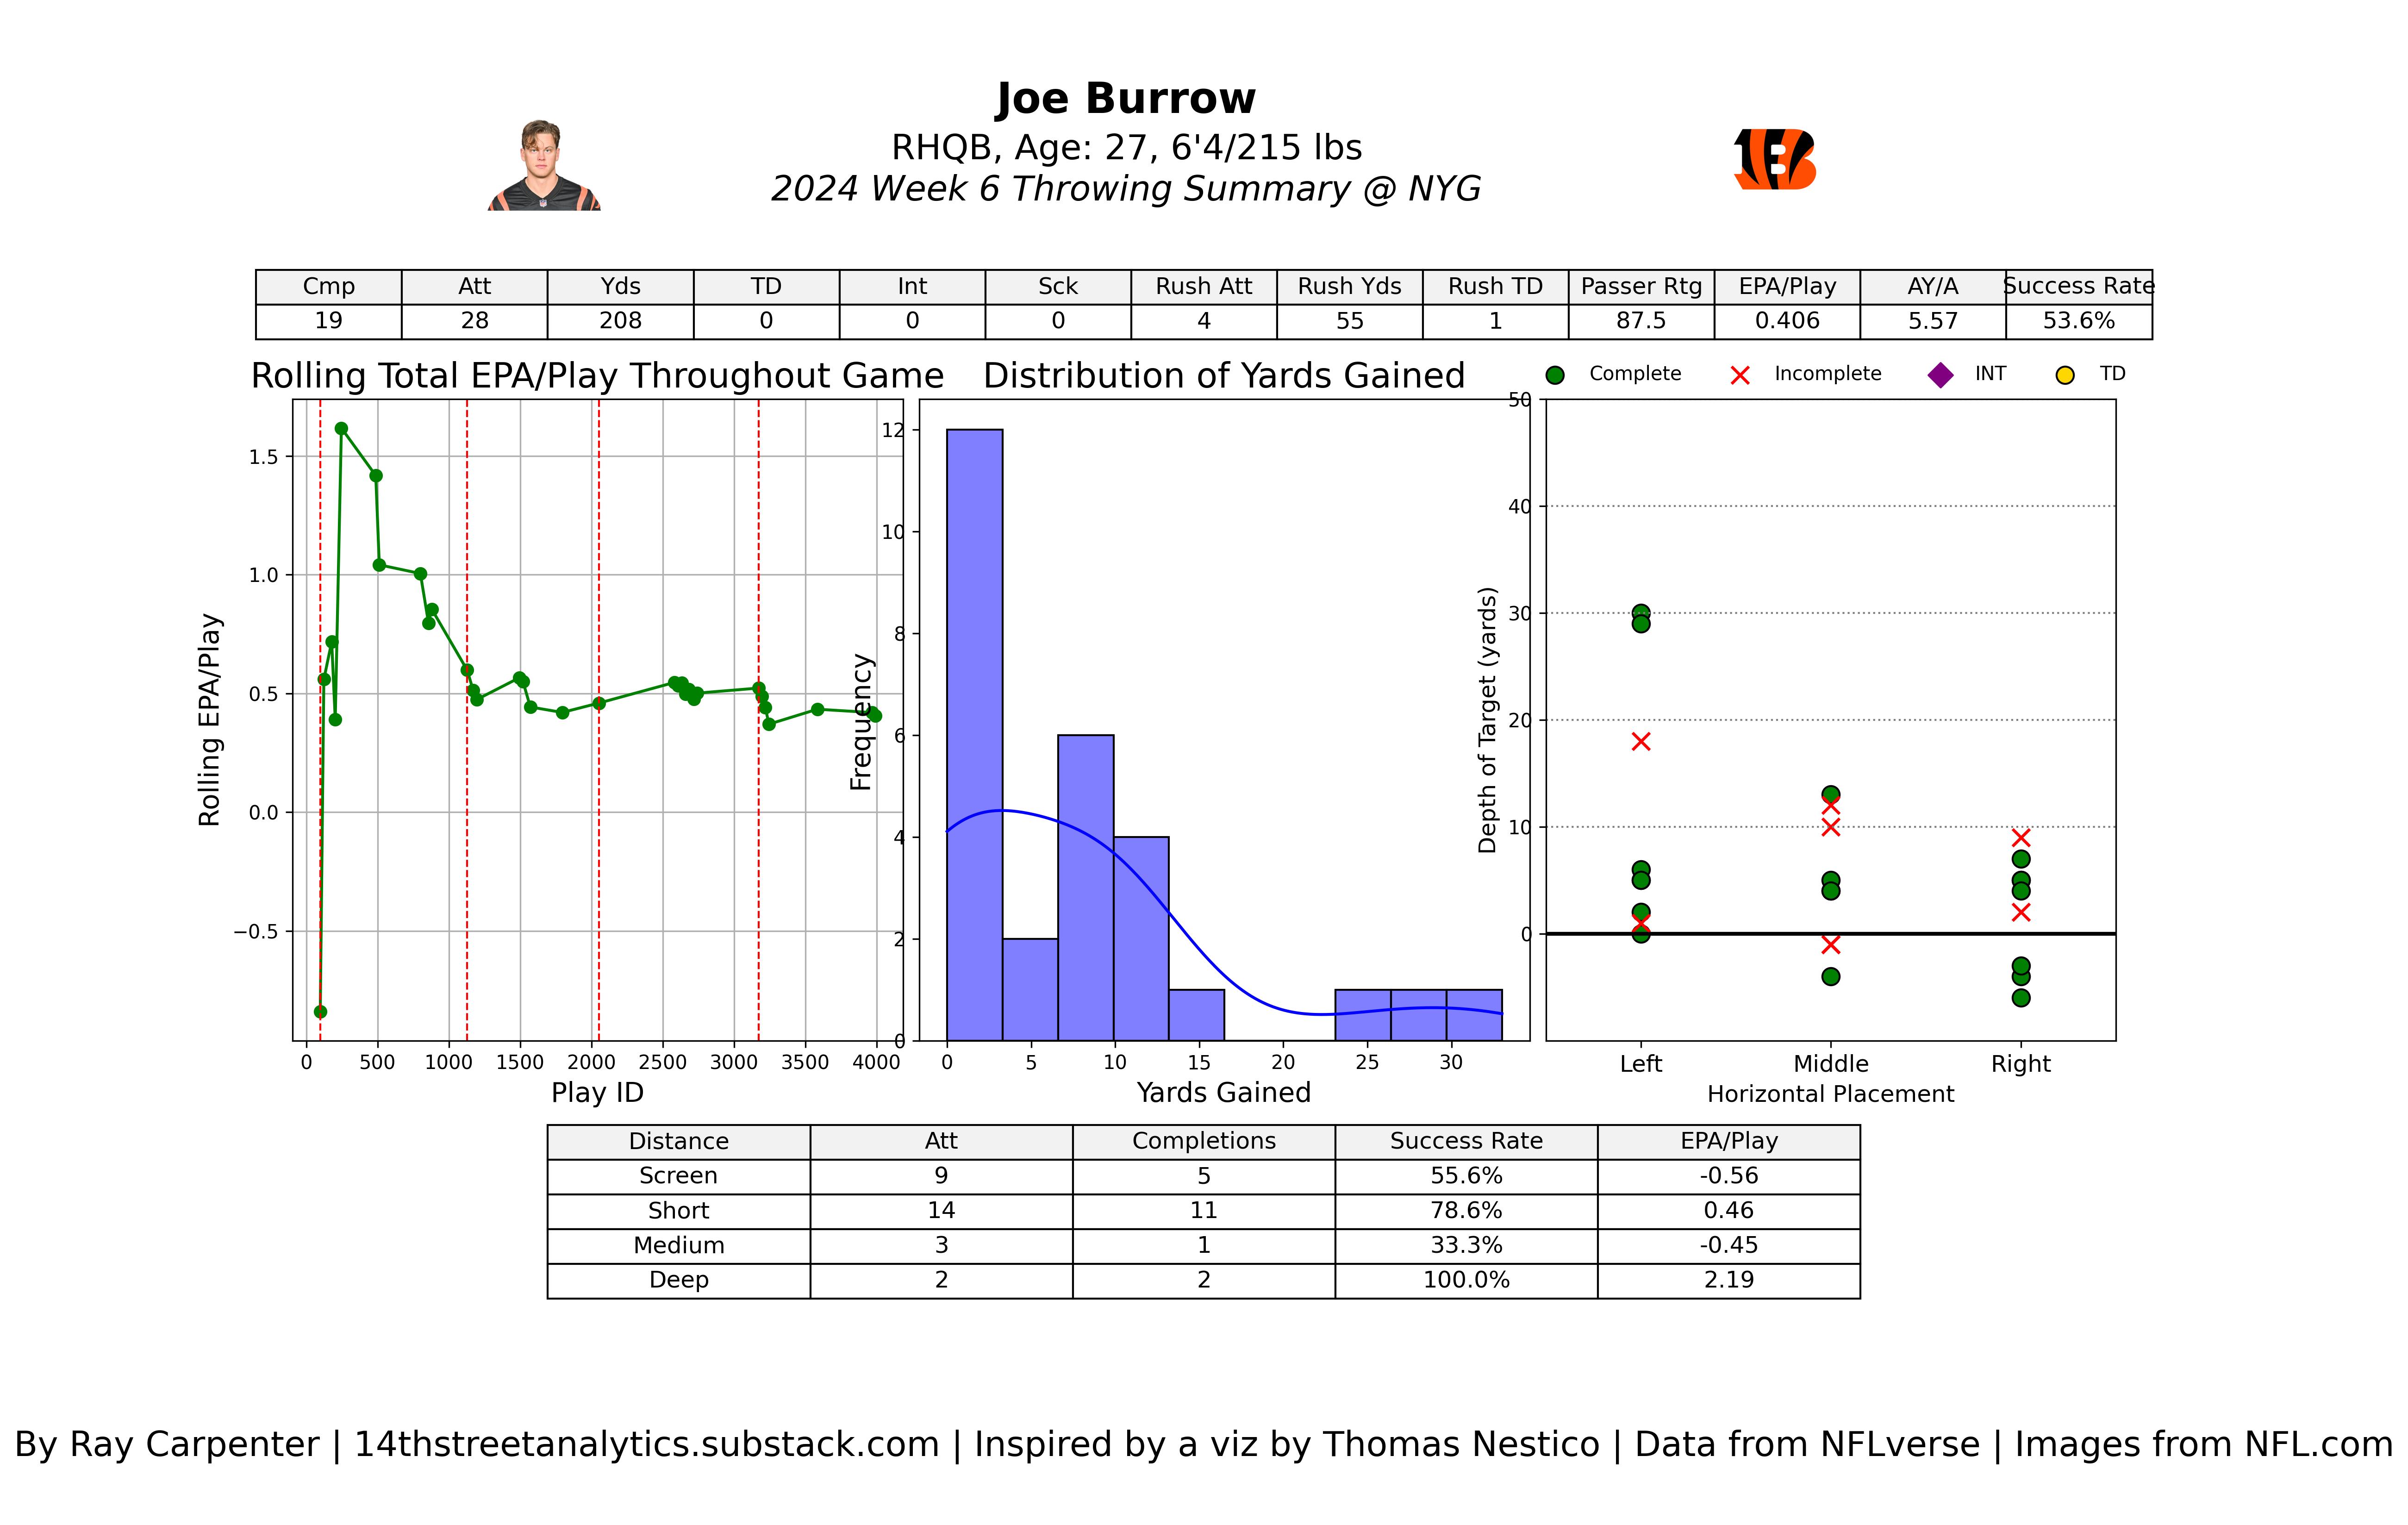 Joe Burrow
RHQB, Age: 27, 6'4/215 lbs
2024 Week 6 Throwing Summary @ NYG
Cmp Att Yds TD Int Sck Rush Att Rush Yds Rush TD Passer Rtg EPA/Play AY/A Success Rate
19 28 208 0 0 0 4 55 1 87.5 0.406 5.57 53.6%
Rolling Total EPA/Play Throughout Game
Rolling EPA/Play
1.5
1.0
0.5
0.0
−0.5
0 500 1000 1500 2000 2500 3000 3500 4000
Play ID
Distribution of Yards Gained
Frequency
12
10
8
6
4
2
0
0 5 10 15 20 25 30
Yards Gained
Complete Incomplete INT TD
Depth of Target (yards)
50
40
30
20
10
0
Left Middle Right
Horizontal Placement
Distance Att Completions Success Rate EPA/Play
Screen 9 5 55.6% -0.56
Short 14 11 78.6% 0.46
Medium 3 1 33.3% -0.45
Deep 2 2 100.0% 2.19
By Ray Carpenter | 14thstreetanalytics.substack.com | Inspired by a viz by Thomas Nestico | Data from NFLverse | Images from NFL.com